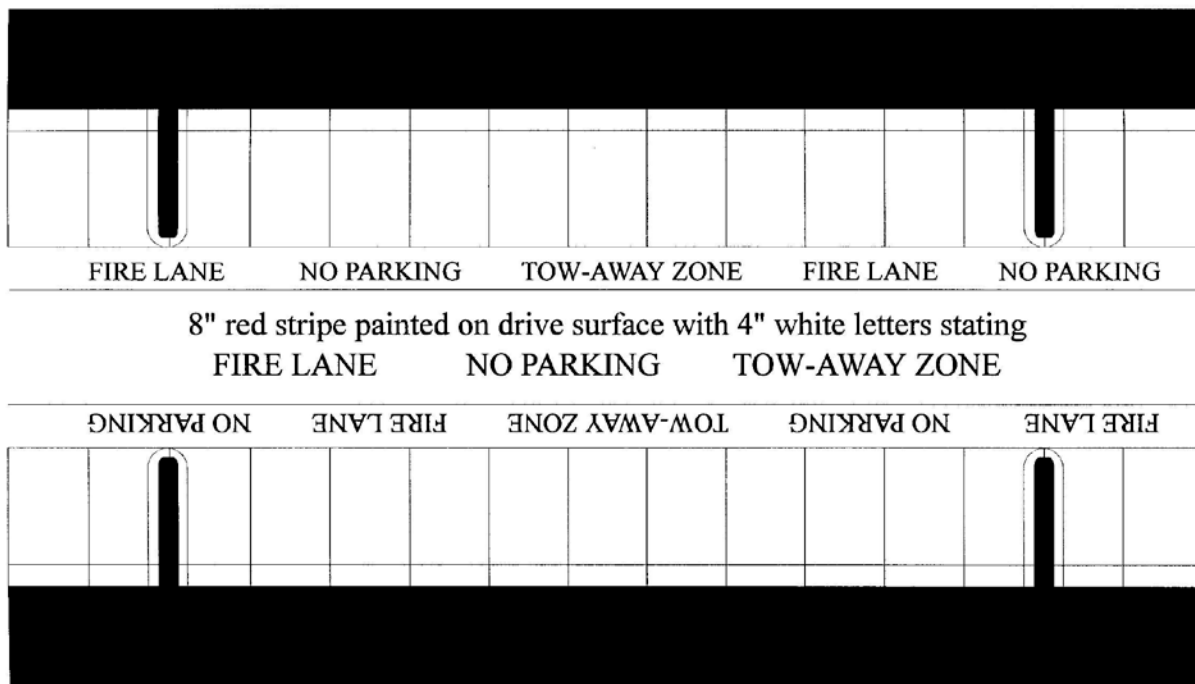 FIRE LANE NO PARKING TOW-AWAY ZONE FIRE LANE NO PARKING
8" red stripe painted on drive surface with 4" white letters stating
FIRE LANE NO PARKING TOW-AWAY ZONE
FIRE LANE NO PARKING TOW-AWAY ZONE FIRE LANE NO PARKING